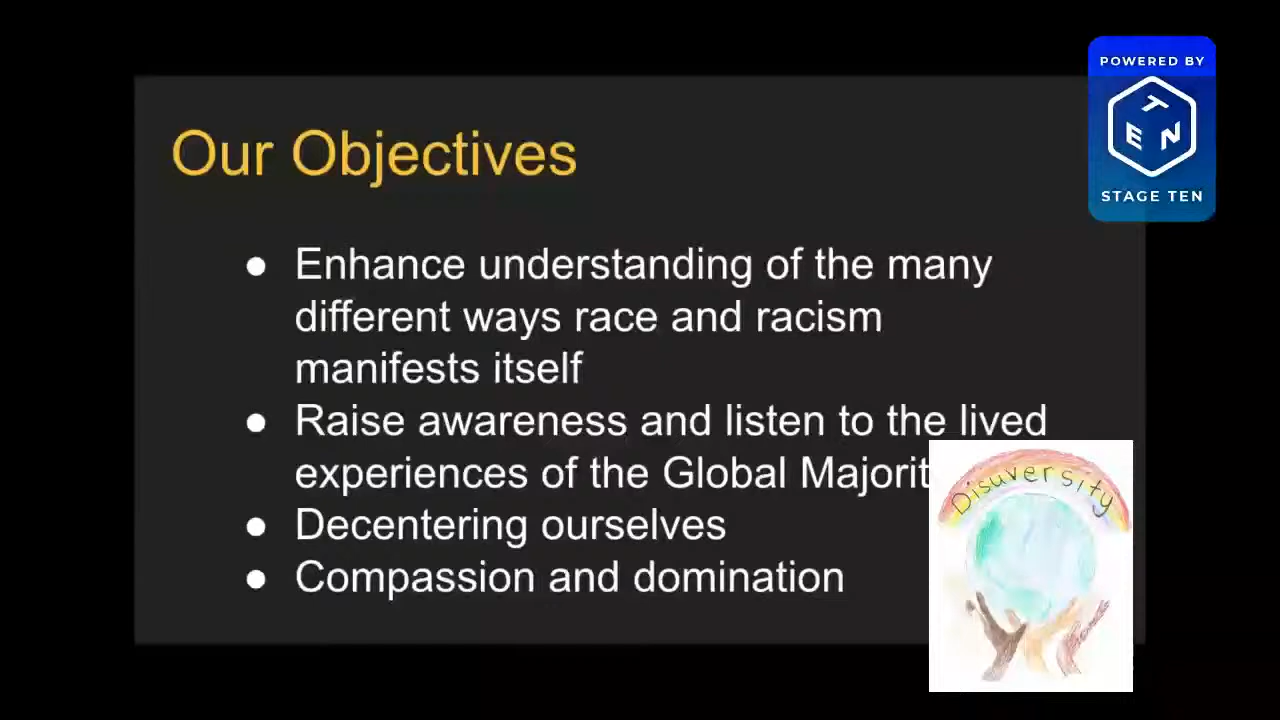 POWERED BY
TEN
STAGE TEN
Our Objectives
● Enhance understanding of the many
different ways race and racism
manifests itself
● Raise awareness and listen to the lived
experiences of the Global Majorit
● Decentering ourselves
● Compassion and domination
Disuversity